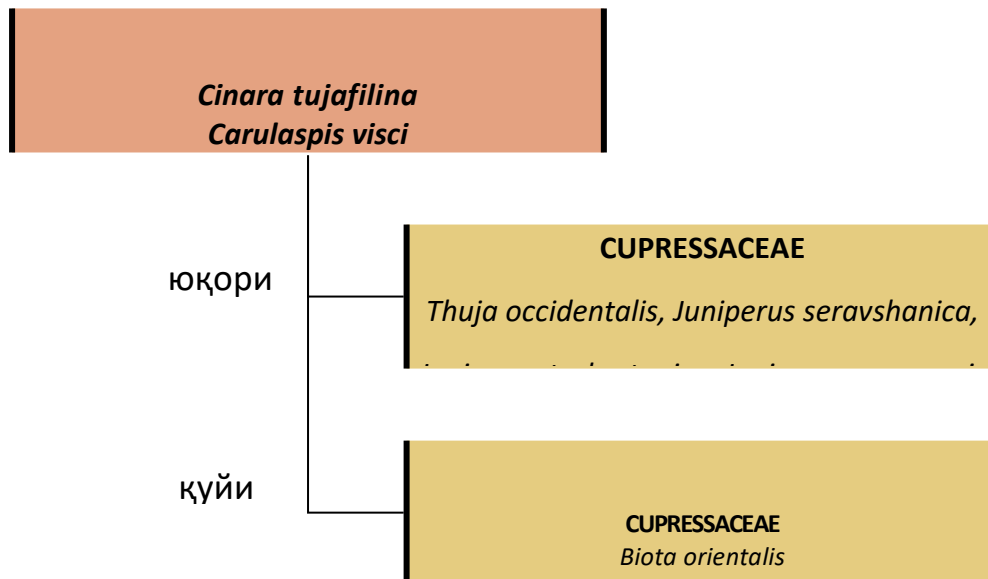 Cinara tujafilina
Carulaspis visci
юқори
CUPRESSACEAE
Thuja occidentalis, Juniperus seravshanica,
қуйи
CUPRESSACEAE
Biota orientalis